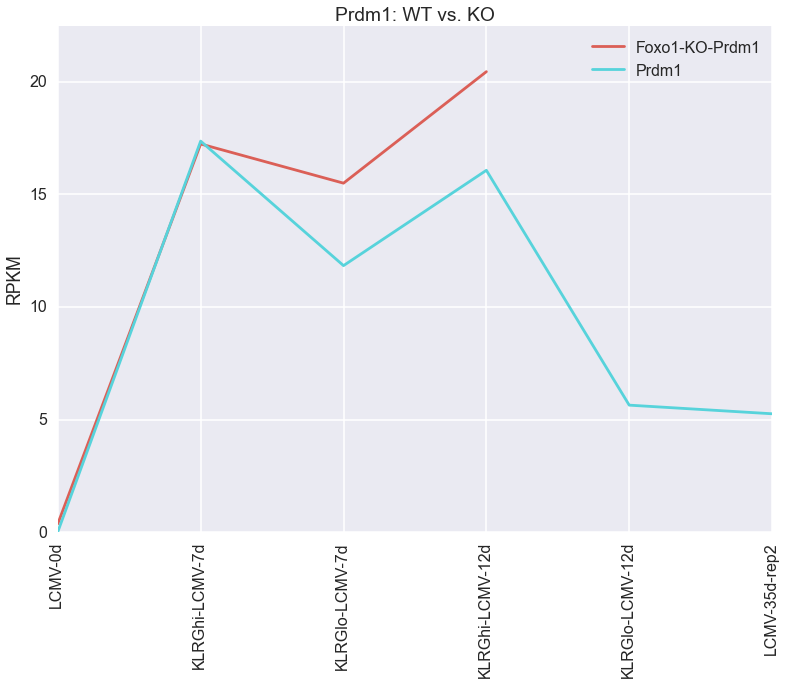 Prdm1: WT vs. KO
Foxo1-KO-Prdm1
Prdm1
RPKM
20
15
10
5
0
LCMV-0d
KLRGhi-LCMV-7d
KLRGlo-LCMV-7d
KLRGhi-LCMV-12d
KLRGlo-LCMV-12d
LCMV-35d-rep2